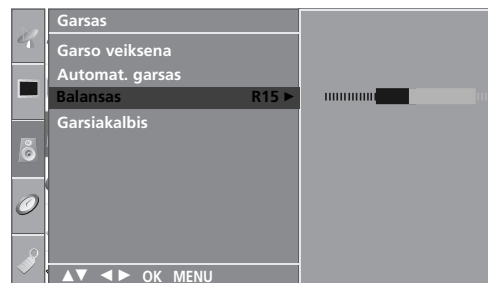 Garsas
Garso veiksena
Automat. garsas
Balansas R15 ►
Garsiakalbis
▲▼ ◄► OK MENU